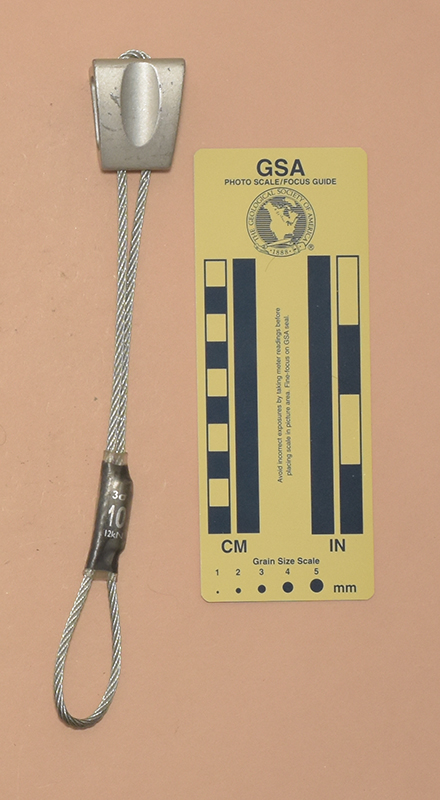 GSA
PHOTO SCALE/FOCUS GUIDE
THE GEOLOGICAL SOCIETY OF AMERICA
·1888·
®
Avoid incorrect exposures by taking meter readings before
placing scale in picture area. Fine-focus on GSA seal.
CM
IN
Grain Size Scale
1 2 3 4 5
mm
10
12kN